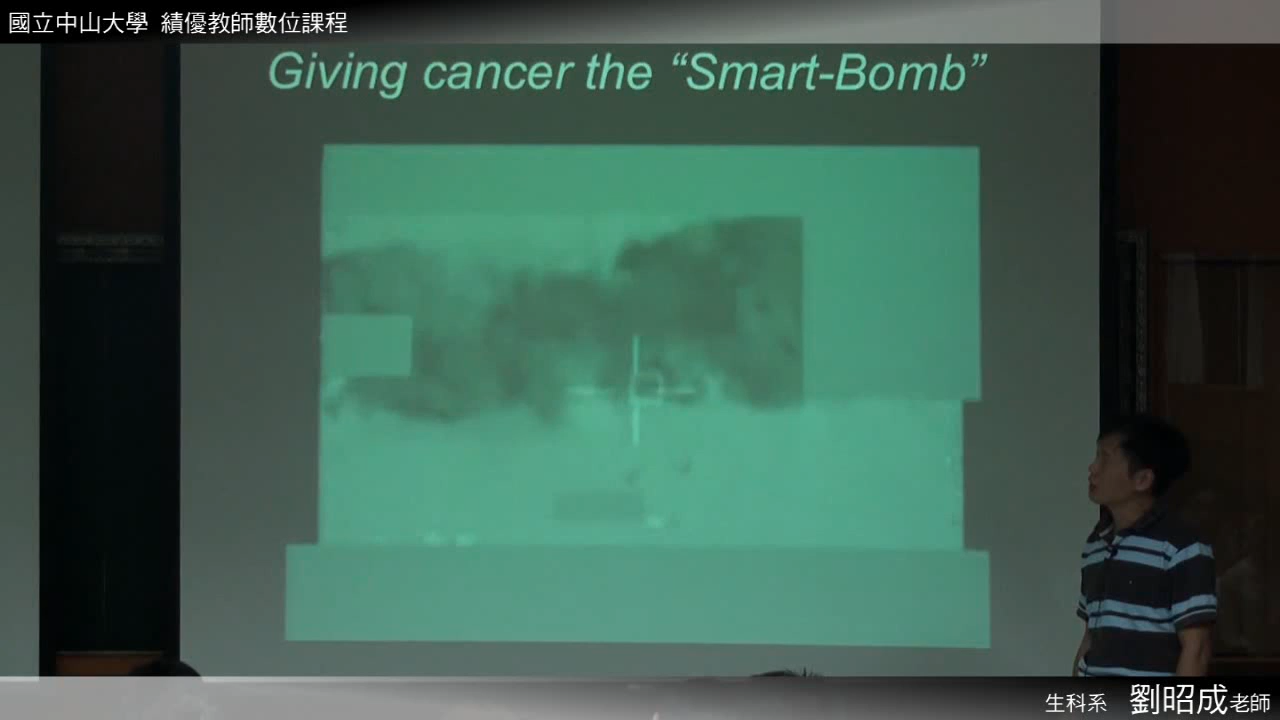 國立中山大學 績優教師數位課程
Giving cancer the “Smart-Bomb”
生科系 劉昭成老師